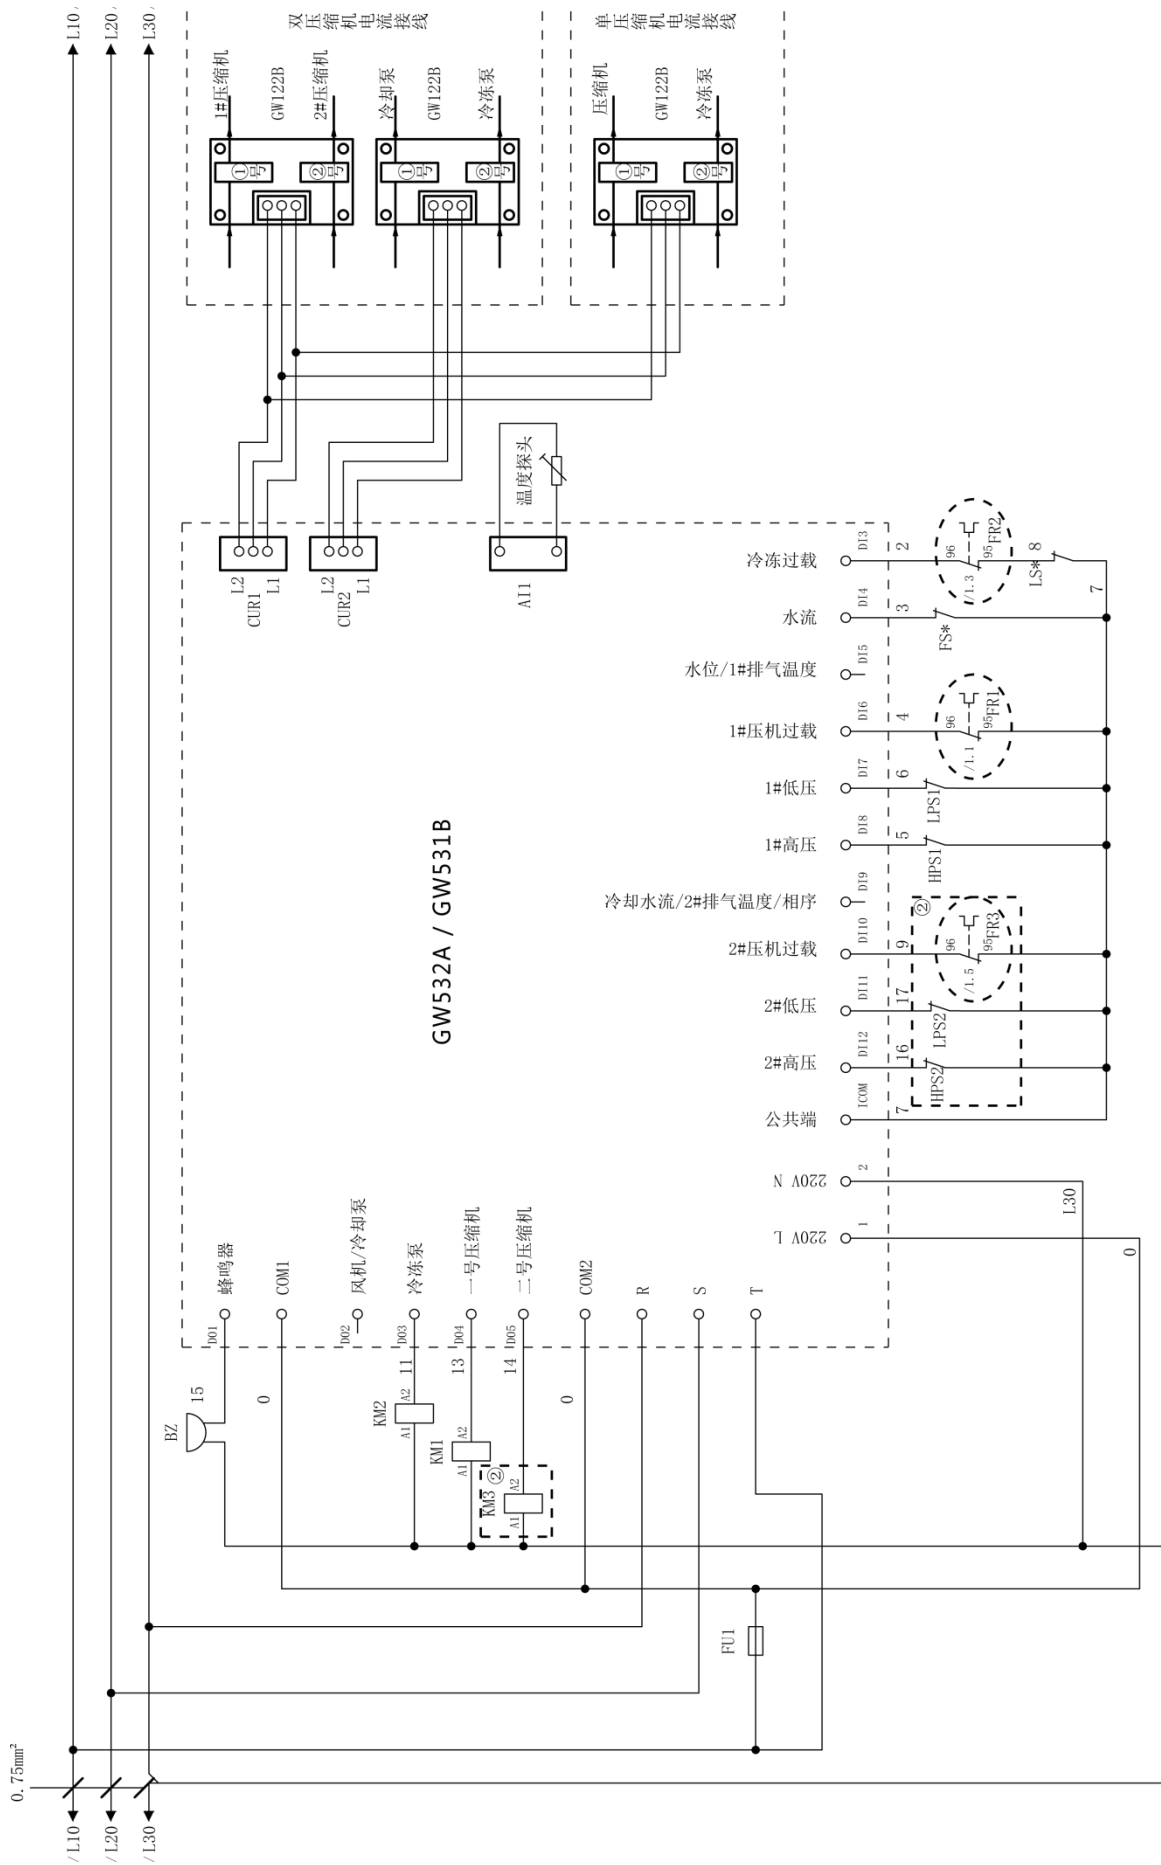 L10
L20
L30
双压缩机电流接线
单压缩机电流接线
1#压缩机
GW122B
2#压缩机
冷却泵
GW122B
冷冻泵
压缩机
GW122B
冷冻泵
①号
②号
①号
②号
①号
②号
L2
CUR1
L1
L2
CUR2
L1
AI1
温度探头
GW532A / GW531B
冷冻过载
DI3
2
96
95
FR2
/1.3
LS*
8
7
水流
DI4
3
FS*
水位/1#排气温度
DI5
1#压机过载
DI6
4
96
95
FR1
/1.1
1#低压
DI7
6
LPS1
1#高压
DI8
5
HPS1
冷却水流/2#排气温度/相序
DI9
②
2#压机过载
DI10
9
96
95
FR3
/1.5
2#低压
DI11
17
LPS2
2#高压
DI12
16
HPS2
公共端
ICOM
7
220V N
2
L30
220V L
1
0
蜂鸣器
DO1
15
BZ
COM1
0
风机/冷却泵
DO2
冷冻泵
DO3
11
KM2
A1
A2
一号压缩机
DO4
13
KM1
A1
A2
二号压缩机
DO5
14
KM3
②
A1
A2
COM2
0
R
S
T
FU1
0.75mm²
/L10
/L20
/L30